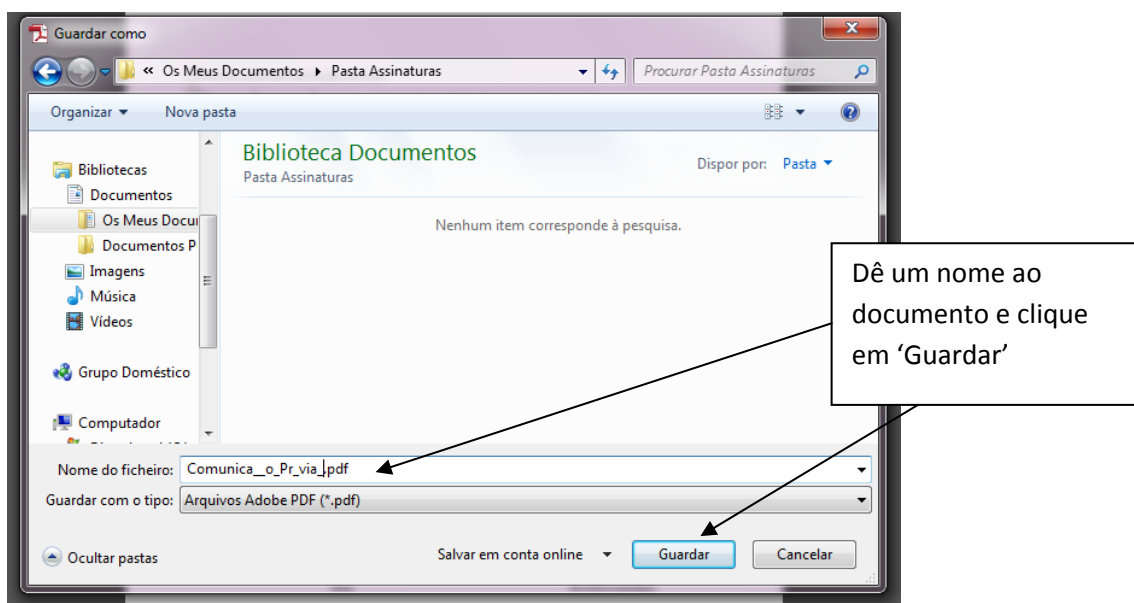 Guardar como
« Os Meus Documentos ▸ Pasta Assinaturas
Procurar Pasta Assinaturas
Organizar Nova pasta
Biblioteca Documentos
Pasta Assinaturas
Dispor por: Pasta
Nenhum item corresponde à pesquisa.
Bibliotecas
Documentos
Os Meus Docu
Documentos P
Imagens
Música
Vídeos
Grupo Doméstico
Computador
Dê um nome ao
documento e clique
em ‘Guardar’
Nome do ficheiro: Comunica__o_Pr_via_.pdf
Guardar com o tipo: Arquivos Adobe PDF (*.pdf)
Ocultar pastas
Salvar em conta online Guardar Cancelar